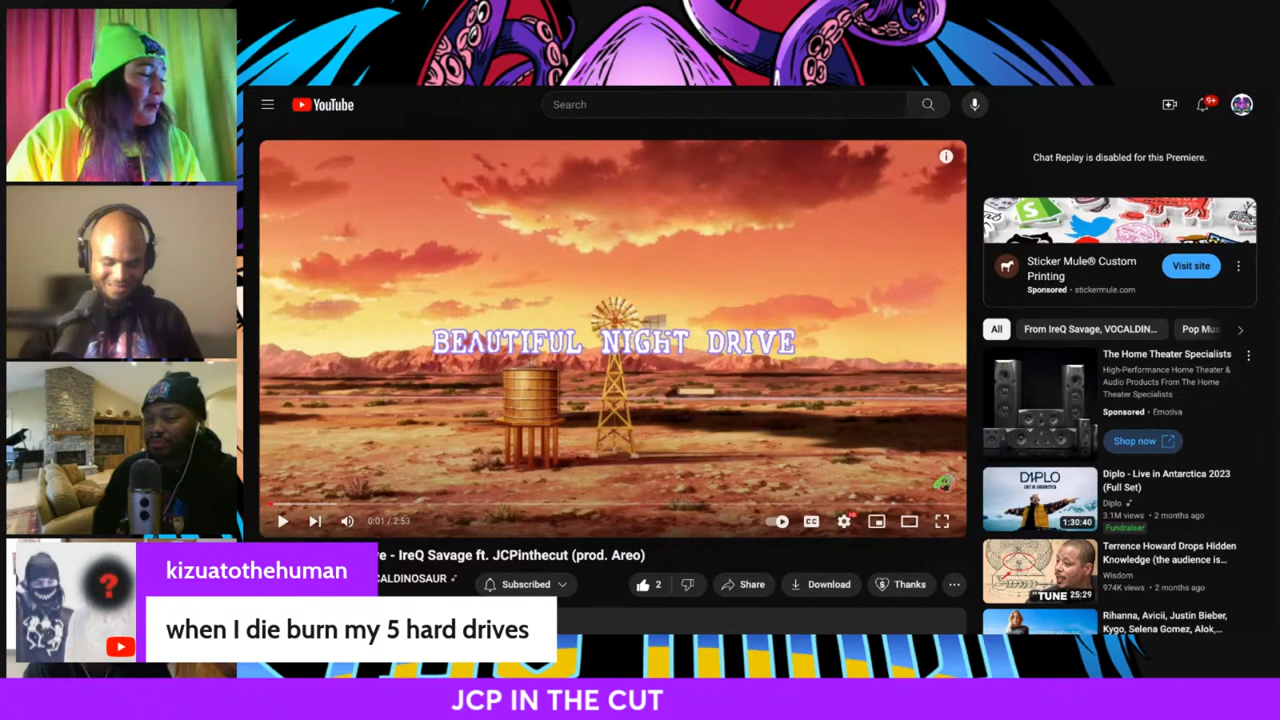 YouTube
Search
9+
Chat Replay is disabled for this Premiere.
Sticker Mule® Custom
Printing
Visit site
Sponsored · stickermule.com
All
From IreQ Savage, VOCALDIN...
Pop Mus
BEAUTIFUL NIGHT DRIVE
The Home Theater Specialists
High-Performance Home Theater &
Audio Products From The Home
Theater Specialists
Sponsored · Emotiva
Shop now
0:01 / 2:53
CC
HD
DIPLO
Diplo - Live in Antarctica 2023
(Full Set)
Diplo
3.1M views · 2 months ago
1:30:40
Fundraiser
e - IreQ Savage ft. JCPinthecut (prod. Areo)
CALDINOSAUR
Subscribed
2
Share
Download
Thanks
Terrence Howard Drops Hidden
Knowledge (the audience is...
Wisdom
974K views · 2 months ago
"TUNE
25:29
Rihanna, Avicii, Justin Bieber,
Kygo, Selena Gomez, Alok,...
kizuatothehuman
when I die burn my 5 hard drives
JCP IN THE CUT